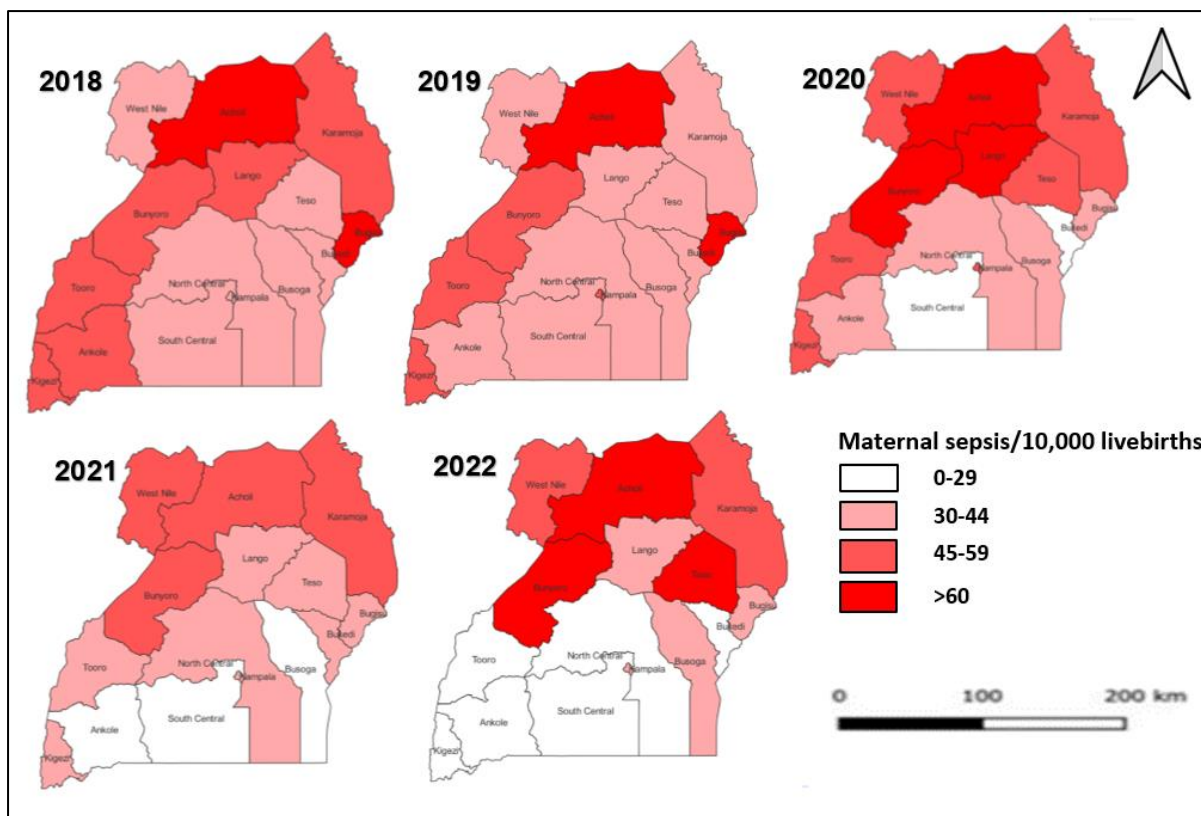 2018
West Nile
Acholi
Karamoja
Lango
Teso
Bunyoro
Bugisu
Bukedi
Tooro
North Central
Kampala
Busoga
South Central
Ankole
Kigezi
2019
West Nile
Acholi
Karamoja
Lango
Teso
Bunyoro
Bugisu
Bukedi
Tooro
North Central
Kampala
Busoga
South Central
Ankole
Kigezi
2020
West Nile
Acholi
Karamoja
Lango
Teso
Bunyoro
Bugisu
Bukedi
Tooro
North Central
Kampala
Busoga
South Central
Ankole
Kigezi
2021
West Nile
Acholi
Karamoja
Lango
Teso
Bunyoro
Bugisu
Bukedi
Tooro
North Central
Kampala
Busoga
South Central
Ankole
Kigezi
2022
West Nile
Acholi
Karamoja
Lango
Teso
Bunyoro
Bugisu
Bukedi
Tooro
North Central
Kampala
Busoga
South Central
Ankole
Kigezi
Maternal sepsis/10,000 livebirths
0-29
30-44
45-59
>60
0 100 200 km